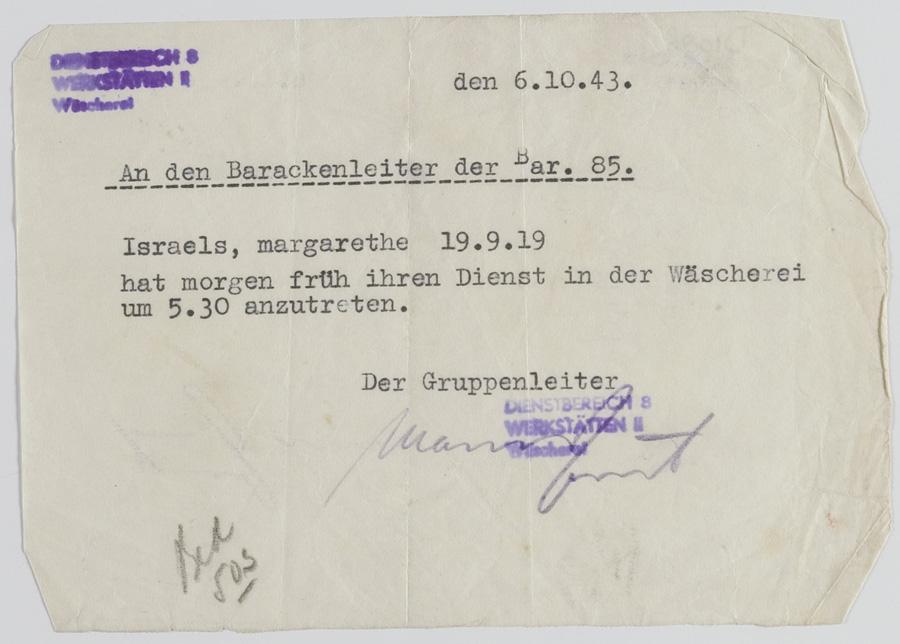 DIENSTBEREICH 8
WERKSTÄTTEN II
Wäscherei
den 6.10.43.
An den Barackenleiter der Bar. 85.
Israels, margarethe 19.9.19
hat morgen früh ihren Dienst in der Wäscherei
um 5.30 anzutreten.
Der Gruppenleiter
DIENSTBEREICH 8
WERKSTÄTTEN II
Wäscherei